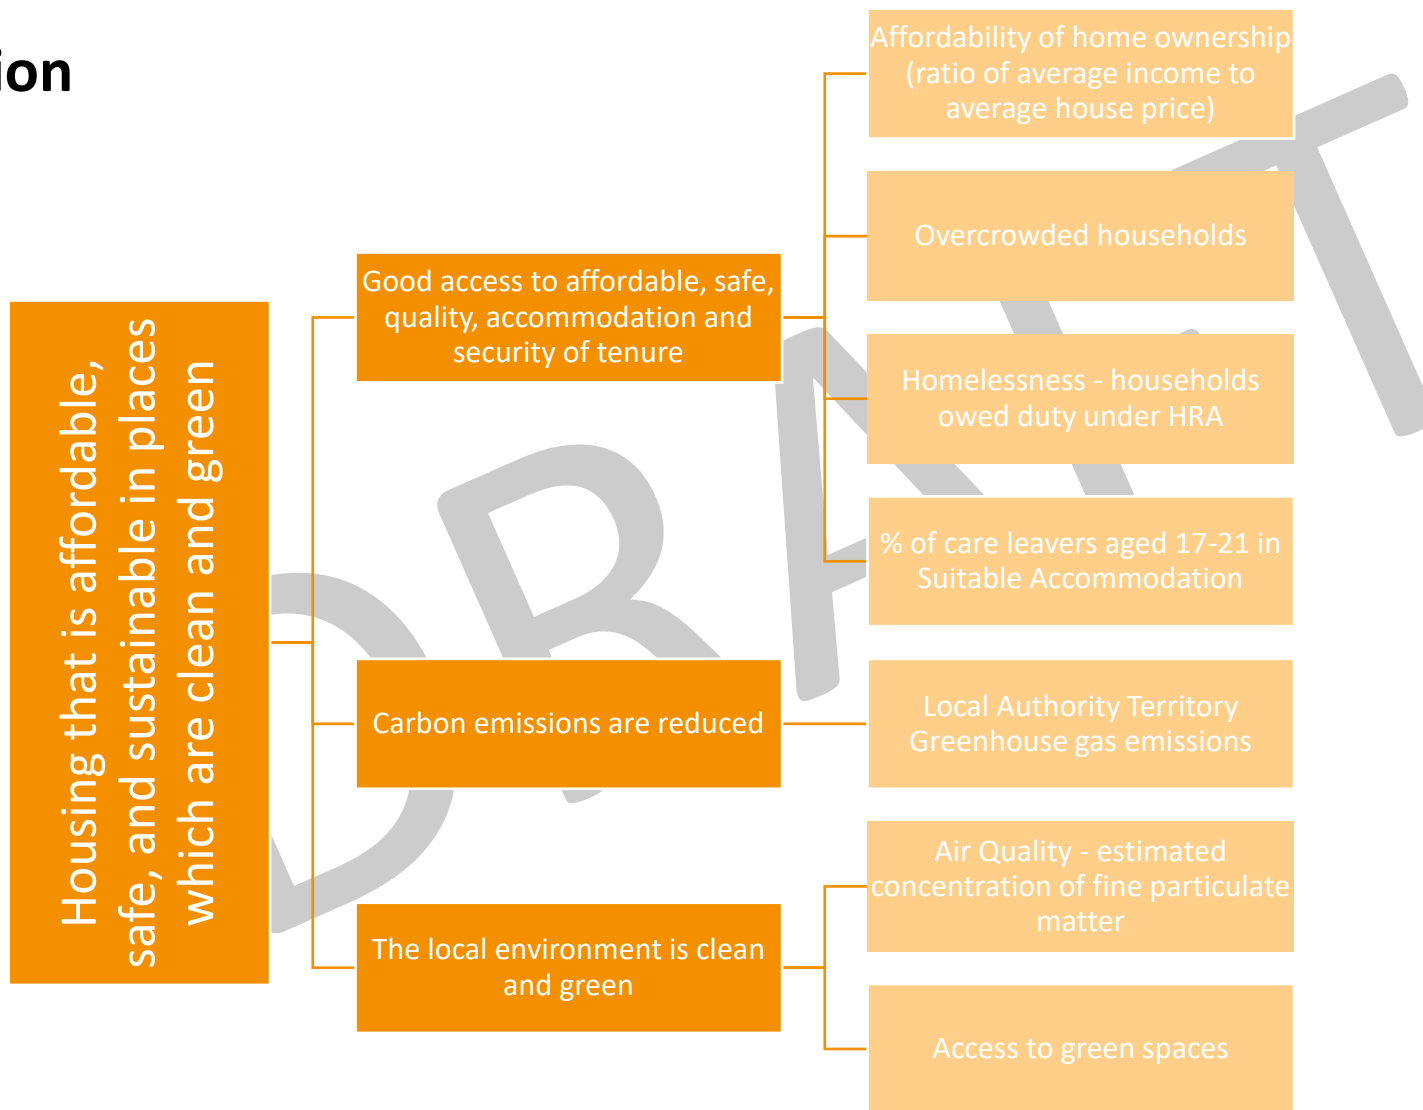 ion
Housing that is affordable,
safe, and sustainable in places
which are clean and green
Good access to affordable, safe,
quality, accommodation and
security of tenure
Carbon emissions are reduced
The local environment is clean
and green
Affordability of home ownership
(ratio of average income to
average house price)
Overcrowded households
Homelessness - households
owed duty under HRA
% of care leavers aged 17-21 in
Suitable Accommodation
Local Authority Territory
Greenhouse gas emissions
Air Quality - estimated
concentration of fine particulate
matter
Access to green spaces
DRAFT